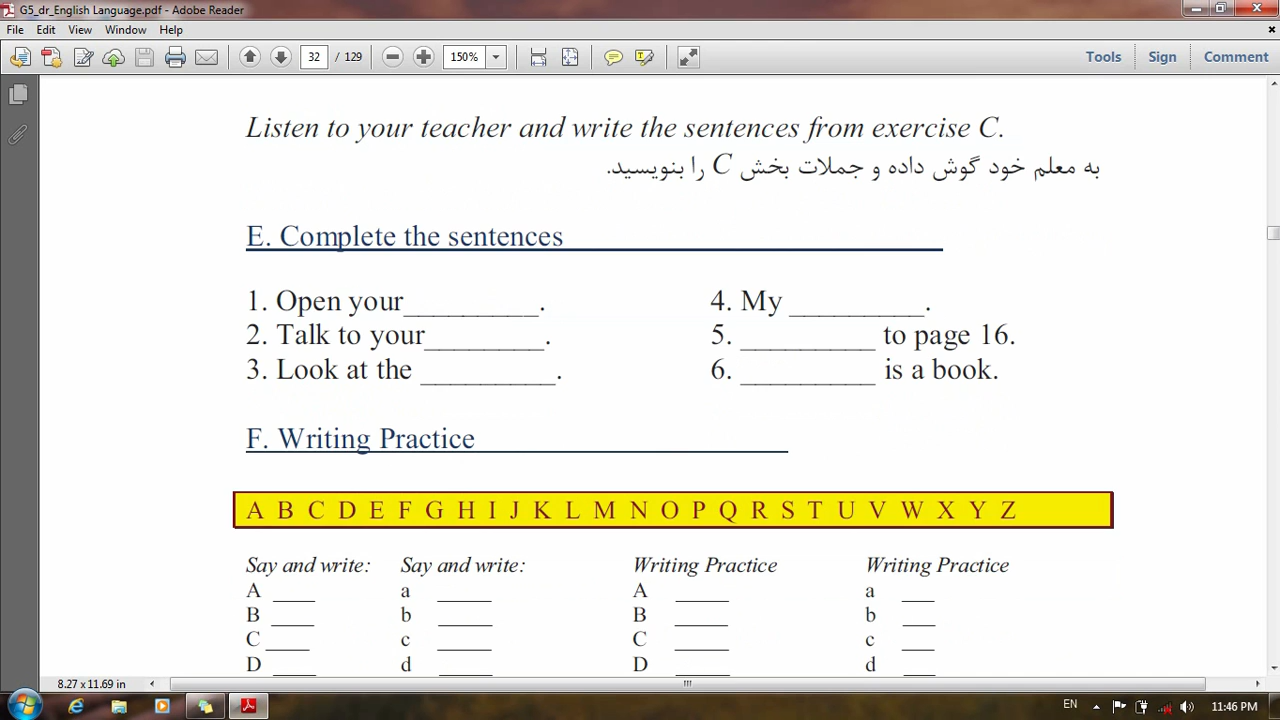 G5_dr_English Language.pdf - Adobe Reader
File Edit View Window Help
32 / 129 150% Tools Sign Comment
Listen to your teacher and write the sentences from exercise C.
به معلم خود گوش داده و جملات بخش C را بنویسید.
E. Complete the sentences
1. Open your_________. 4. My _________.
2. Talk to your________. 5. _________ to page 16.
3. Look at the _________. 6. _________ is a book.
F. Writing Practice
A B C D E F G H I J K L M N O P Q R S T U V W X Y Z
Say and write: Say and write: Writing Practice Writing Practice
A ____ a _____ A _____ a ___
B ____ b _____ B _____ b ___
C ____ c _____ C _____ c ___
D ____ d _____ D _____ d ___
8.27 x 11.69 in
EN 11:46 PM